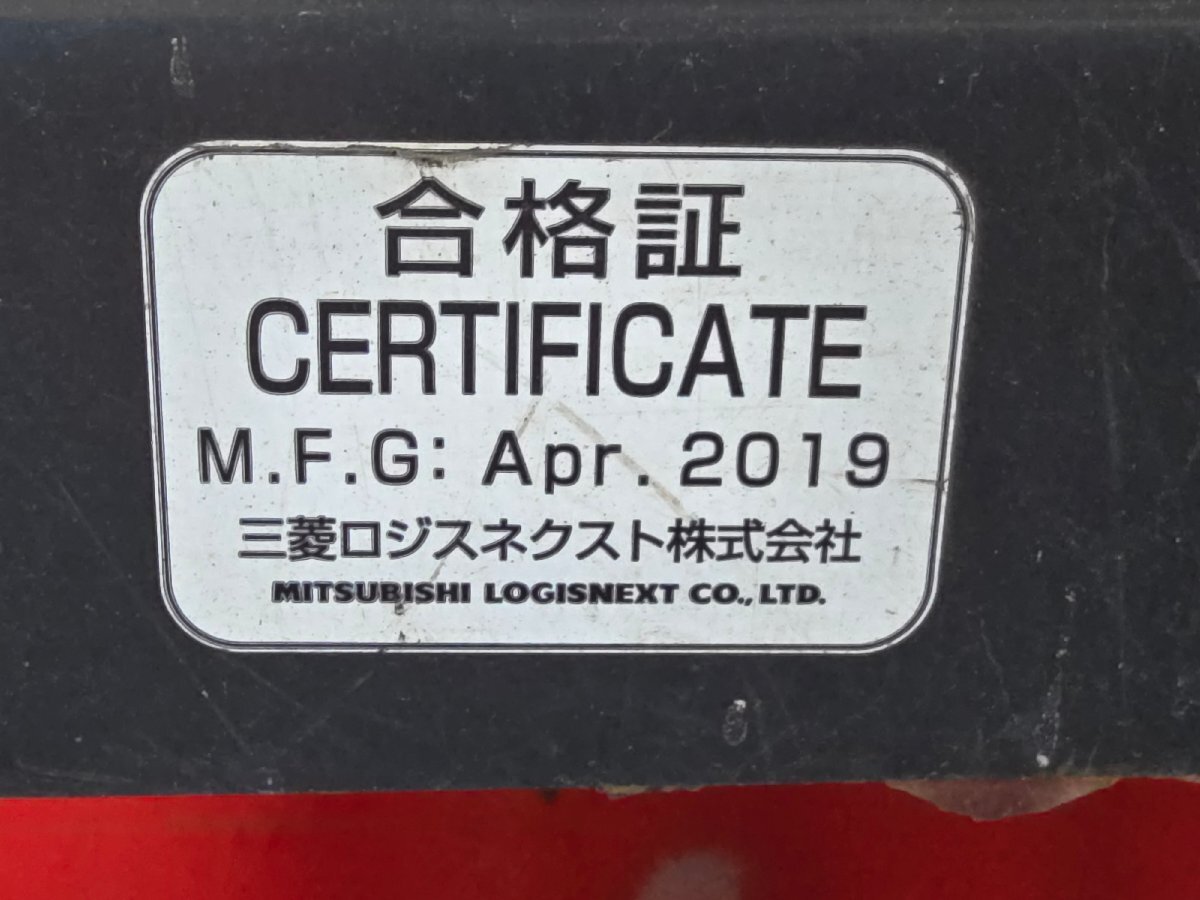 合格証
CERTIFICATE
M.F.G: Apr. 2019
三菱ロジスネクスト株式会社
MITSUBISHI LOGISNEXT CO., LTD.